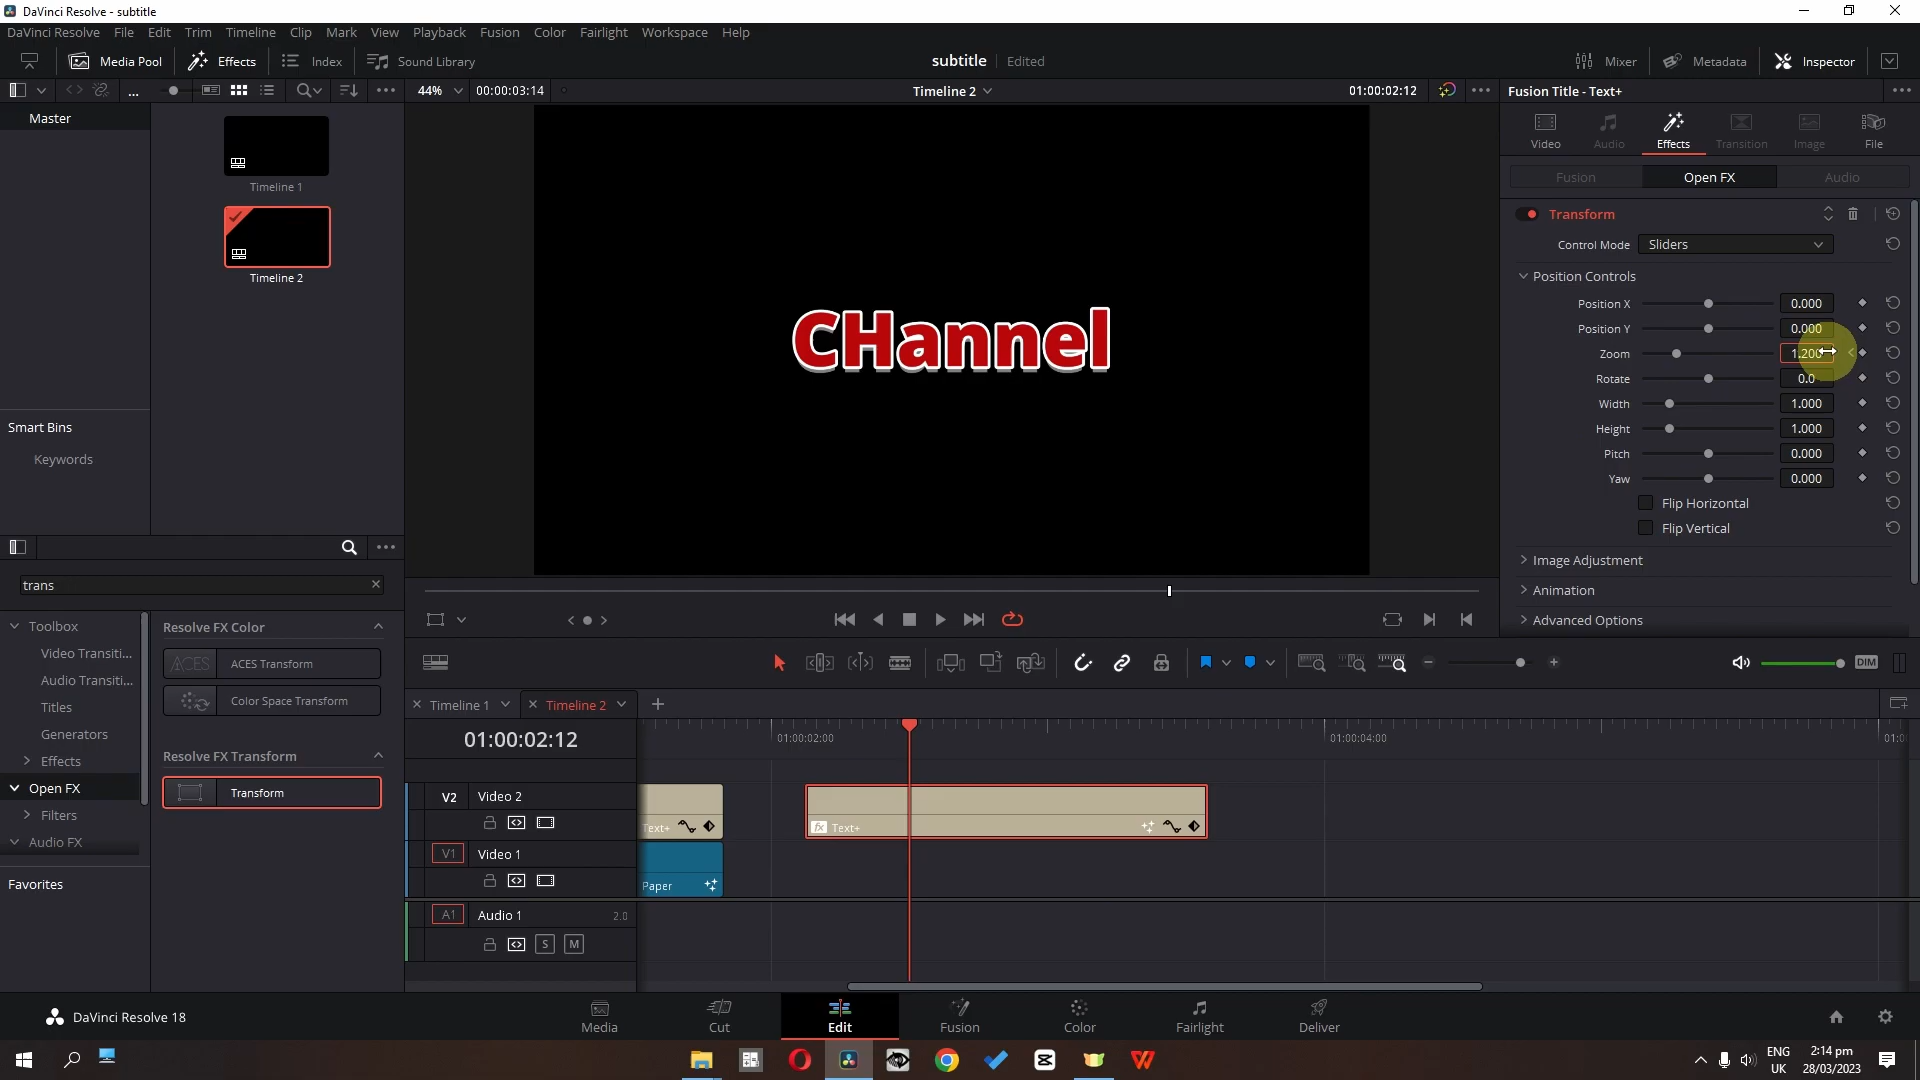 DaVinci Resolve - subtitle
DaVinci Resolve File Edit Trim Timeline Clip Mark View Playback Fusion Color Fairlight Workspace Help
Media Pool Effects Index Sound Library subtitle Edited Mixer Metadata Inspector
44% 00:00:03:14 Timeline 2 01:00:02:12 Fusion Title - Text+
Master
Timeline 1
Timeline 2
Smart Bins
Keywords
CHannel
Video Audio Effects Transition Image File
Fusion Open FX Audio
Transform
Control Mode Sliders
Position Controls
Position X 0.000
Position Y 0.000
Zoom 1.200
Rotate 0.0
Width 1.000
Height 1.000
Pitch 0.000
Yaw 0.000
Flip Horizontal
Flip Vertical
Image Adjustment
Animation
Advanced Options
trans
Toolbox
Video Transiti...
Audio Transiti...
Titles
Generators
Effects
Open FX
Filters
Audio FX
Favorites
Resolve FX Color
ACES ACES Transform
Color Space Transform
Resolve FX Transform
Transform
DIM
Timeline 1 Timeline 2
01:00:02:12 01:00:02:00 01:00:04:00 01:0
V2 Video 2
Text+ fx Text+
V1 Video 1
Paper
A1 Audio 1 2.0
S M
DaVinci Resolve 18
Media Cut Edit Fusion Color Fairlight Deliver
ENG
UK
2:14 pm
28/03/2023